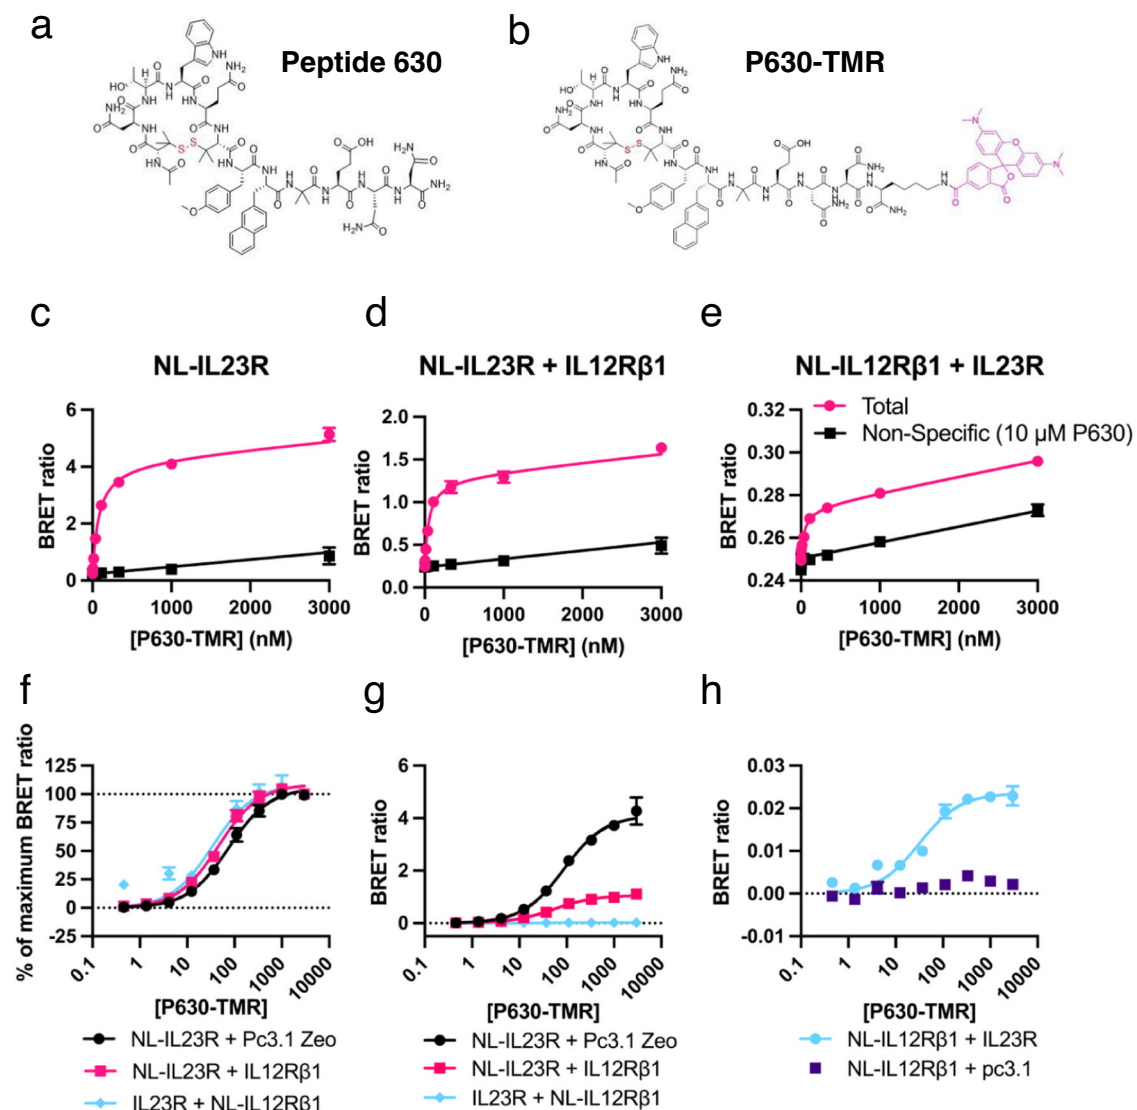 a
b
Peptide 630
P630-TMR
c
d
e
NL-IL23R
NL-IL23R + IL12Rβ1
NL-IL12Rβ1 + IL23R
Total
Non-Specific (10 µM P630)
BRET ratio
6
4
2
0
0
1000
2000
3000
[P630-TMR] (nM)
BRET ratio
2.0
1.5
1.0
0.5
0.0
0
1000
2000
3000
[P630-TMR] (nM)
BRET ratio
0.32
0.30
0.28
0.26
0.24
0
1000
2000
3000
[P630-TMR] (nM)
f
g
h
% of maximum BRET ratio
125
100
75
50
25
0
-25
0.1
1
10
100
1000
10000
[P630-TMR]
NL-IL23R + Pc3.1 Zeo
NL-IL23R + IL12Rβ1
IL23R + NL-IL12Rβ1
BRET ratio
6
4
2
0
0.1
1
10
100
1000
10000
[P630-TMR]
NL-IL23R + Pc3.1 Zeo
NL-IL23R + IL12Rβ1
IL23R + NL-IL12Rβ1
BRET ratio
0.03
0.02
0.01
0.00
-0.01
0.1
1
10
100
1000
10000
[P630-TMR]
NL-IL12Rβ1 + IL23R
NL-IL12Rβ1 + pc3.1